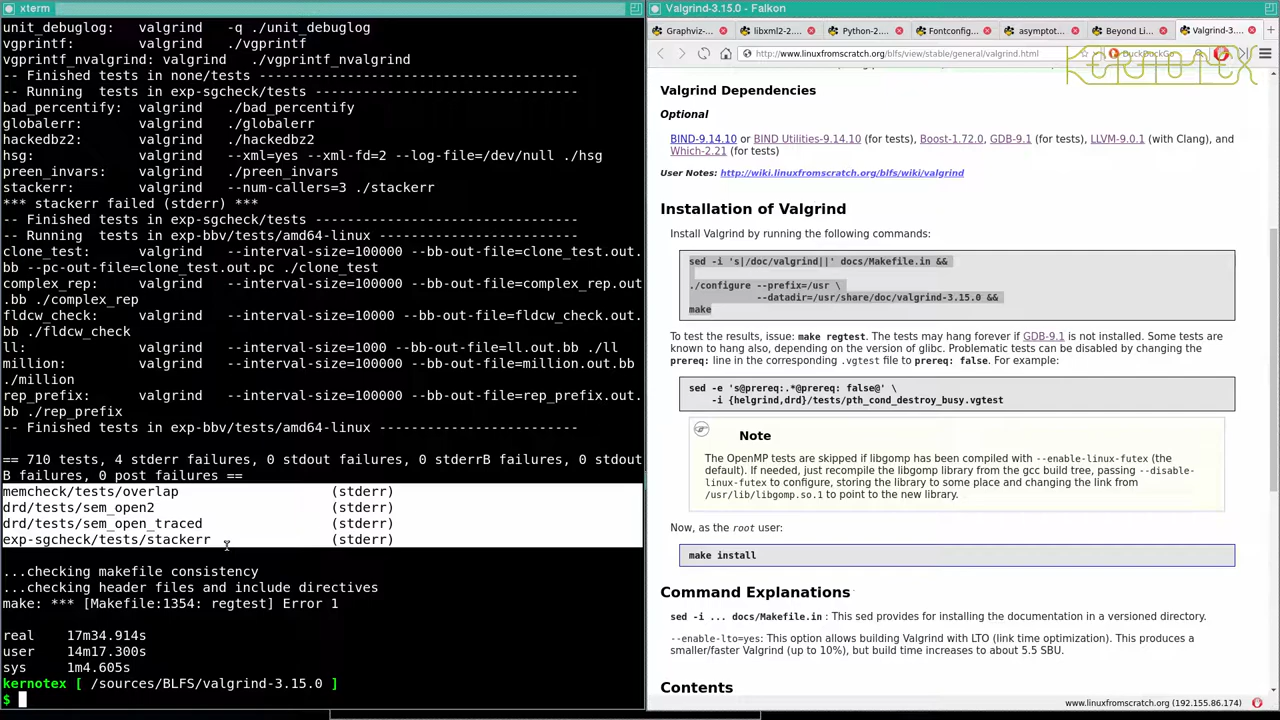 xterm
unit_debuglog:  valgrind   -q ./unit_debuglog
vgprintf:       valgrind   ./vgprintf
vgprintf_nvalgrind: valgrind   ./vgprintf_nvalgrind
-- Finished tests in none/tests ----------------------------------------
-- Running  tests in exp-sgcheck/tests --------------------------------
bad_percentify:  valgrind   ./bad_percentify
globalerr:       valgrind   ./globalerr
hackedbz2:       valgrind   ./hackedbz2
hsg:             valgrind   --xml=yes --xml-fd=2 --log-file=/dev/null ./hsg
preen_invars:    valgrind   ./preen_invars
stackerr:        valgrind   --num-callers=3 ./stackerr
*** stackerr failed (stderr) ***
-- Finished tests in exp-sgcheck/tests --------------------------------
-- Running  tests in exp-bbv/tests/amd64-linux -------------------------
clone_test:      valgrind   --interval-size=100000 --bb-out-file=clone_test.out.
bb --pc-out-file=clone_test.out.pc ./clone_test
complex_rep:     valgrind   --interval-size=100000 --bb-out-file=complex_rep.out
.bb ./complex_rep
fldcw_check:     valgrind   --interval-size=100000 --bb-out-file=fldcw_check.out
.bb ./fldcw_check
ll:              valgrind   --interval-size=1000 --bb-out-file=ll.out.bb ./ll
million:         valgrind   --interval-size=100000 --bb-out-file=million.out.bb
./million
rep_prefix:      valgrind   --interval-size=100000 --bb-out-file=rep_prefix.out.
bb ./rep_prefix
-- Finished tests in exp-bbv/tests/amd64-linux -------------------------
== 710 tests, 4 stderr failures, 0 stdout failures, 0 stderrB failures, 0 stdout
B failures, 0 post failures ==
memcheck/tests/overlap                   (stderr)
drd/tests/sem_open2                      (stderr)
drd/tests/sem_open_traced                (stderr)
exp-sgcheck/tests/stackerr               (stderr)
...checking makefile consistency
...checking header files and include directives
make: *** [Makefile:1354: regtest] Error 1
real    17m34.914s
user    14m17.300s
sys     1m4.605s
kernotex [ /sources/BLFS/valgrind-3.15.0 ]
$
Valgrind-3.15.0 - Falkon
Graphviz-... libxml2-2.... Python-2.... Fontconfig... asymptot... Beyond Li... Valgrind-3....
http://www.linuxfromscratch.org/blfs/view/stable/general/valgrind.html DuckDuckGo
KERNOTEX
Valgrind Dependencies
Optional
BIND-9.14.10 or BIND Utilities-9.14.10 (for tests), Boost-1.72.0, GDB-9.1 (for tests), LLVM-9.0.1 (with Clang), and
Which-2.21 (for tests)
User Notes: http://wiki.linuxfromscratch.org/blfs/wiki/valgrind
Installation of Valgrind
Install Valgrind by running the following commands:
sed -i 's|/doc/valgrind||' docs/Makefile.in &&
./configure --prefix=/usr \
--datadir=/usr/share/doc/valgrind-3.15.0 &&
make
To test the results, issue: make regtest. The tests may hang forever if GDB-9.1 is not installed. Some tests are
known to hang also, depending on the version of glibc. Problematic tests can be disabled by changing the
prereq: line in the corresponding .vgtest file to prereq: false. For example:
sed -e 's@prereq:.*@prereq: false@' \
-i {helgrind,drd}/tests/pth_cond_destroy_busy.vgtest
Note
The OpenMP tests are skipped if libgomp has been compiled with --enable-linux-futex (the
default). If needed, just recompile the libgomp library from the gcc build tree, passing --disable-
linux-futex to configure, storing the library to some place and changing the link from
/usr/lib/libgomp.so.1 to point to the new library.
Now, as the root user:
make install
Command Explanations
sed -i ... docs/Makefile.in : This sed provides for installing the documentation in a versioned directory.
--enable-lto=yes: This option allows building Valgrind with LTO (link time optimization). This produces a
smaller/faster Valgrind (up to 10%), but build time increases to about 5.5 SBU.
Contents
www.linuxfromscratch.org (192.155.86.174)